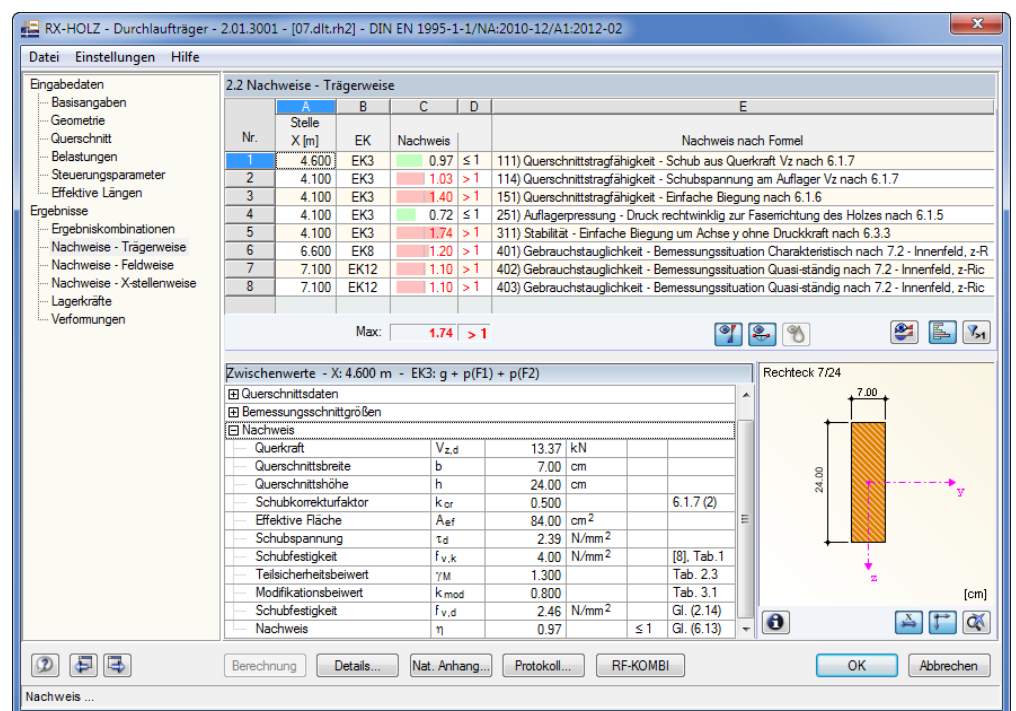 RX-HOLZ - Durchlaufträger - 2.01.3001 - [07.dlt.rh2] - DIN EN 1995-1-1/NA:2010-12/A1:2012-02
Datei Einstellungen Hilfe
Eingabedaten
Basisangaben
Geometrie
Querschnitt
Belastungen
Steuerungsparameter
Effektive Längen
Ergebnisse
Ergebniskombinationen
Nachweise - Trägerweise
Nachweise - Feldweise
Nachweise - X-stellenweise
Lagerkräfte
Verformungen
2.2 Nachweise - Trägerweise
A B C D E
Stelle
Nr. X [m] EK Nachweis Nachweis nach Formel
1 4.600 EK3 0.97 ≤ 1 111) Querschnittstragfähigkeit - Schub aus Querkraft Vz nach 6.1.7
2 4.100 EK3 1.03 > 1 114) Querschnittstragfähigkeit - Schubspannung am Auflager Vz nach 6.1.7
3 4.100 EK3 1.40 > 1 151) Querschnittstragfähigkeit - Einfache Biegung nach 6.1.6
4 4.100 EK3 0.72 ≤ 1 251) Auflagerpressung - Druck rechtwinklig zur Faserrichtung des Holzes nach 6.1.5
5 4.100 EK3 1.74 > 1 311) Stabilität - Einfache Biegung um Achse y ohne Druckkraft nach 6.3.3
6 6.600 EK8 1.20 > 1 401) Gebrauchstauglichkeit - Bemessungssituation Charakteristisch nach 7.2 - Innenfeld, z-R
7 7.100 EK12 1.10 > 1 402) Gebrauchstauglichkeit - Bemessungssituation Quasi-ständig nach 7.2 - Innenfeld, z-Ric
8 7.100 EK12 1.10 > 1 403) Gebrauchstauglichkeit - Bemessungssituation Quasi-ständig nach 7.2 - Innenfeld, z-Ric
Max: 1.74 > 1
Zwischenwerte - X: 4.600 m - EK3: g + p(F1) + p(F2)
Querschnittsdaten
Bemessungsschnittgrößen
Nachweis
Querkraft Vz,d 13.37 kN
Querschnittsbreite b 7.00 cm
Querschnittshöhe h 24.00 cm
Schubkorrekturfaktor kcr 0.500 6.1.7 (2)
Effektive Fläche Aef 84.00 cm2
Schubspannung τd 2.39 N/mm2
Schubfestigkeit fv,k 4.00 N/mm2 [8], Tab.1
Teilsicherheitsbeiwert γM 1.300 Tab. 2.3
Modifikationsbeiwert kmod 0.800 Tab. 3.1
Schubfestigkeit fv,d 2.46 N/mm2 Gl. (2.14)
Nachweis η 0.97 ≤ 1 Gl. (6.13)
Rechteck 7/24
7.00
24.00
y
z
[cm]
Berechnung Details... Nat. Anhang... Protokoll... RF-KOMBI OK Abbrechen
Nachweis ...